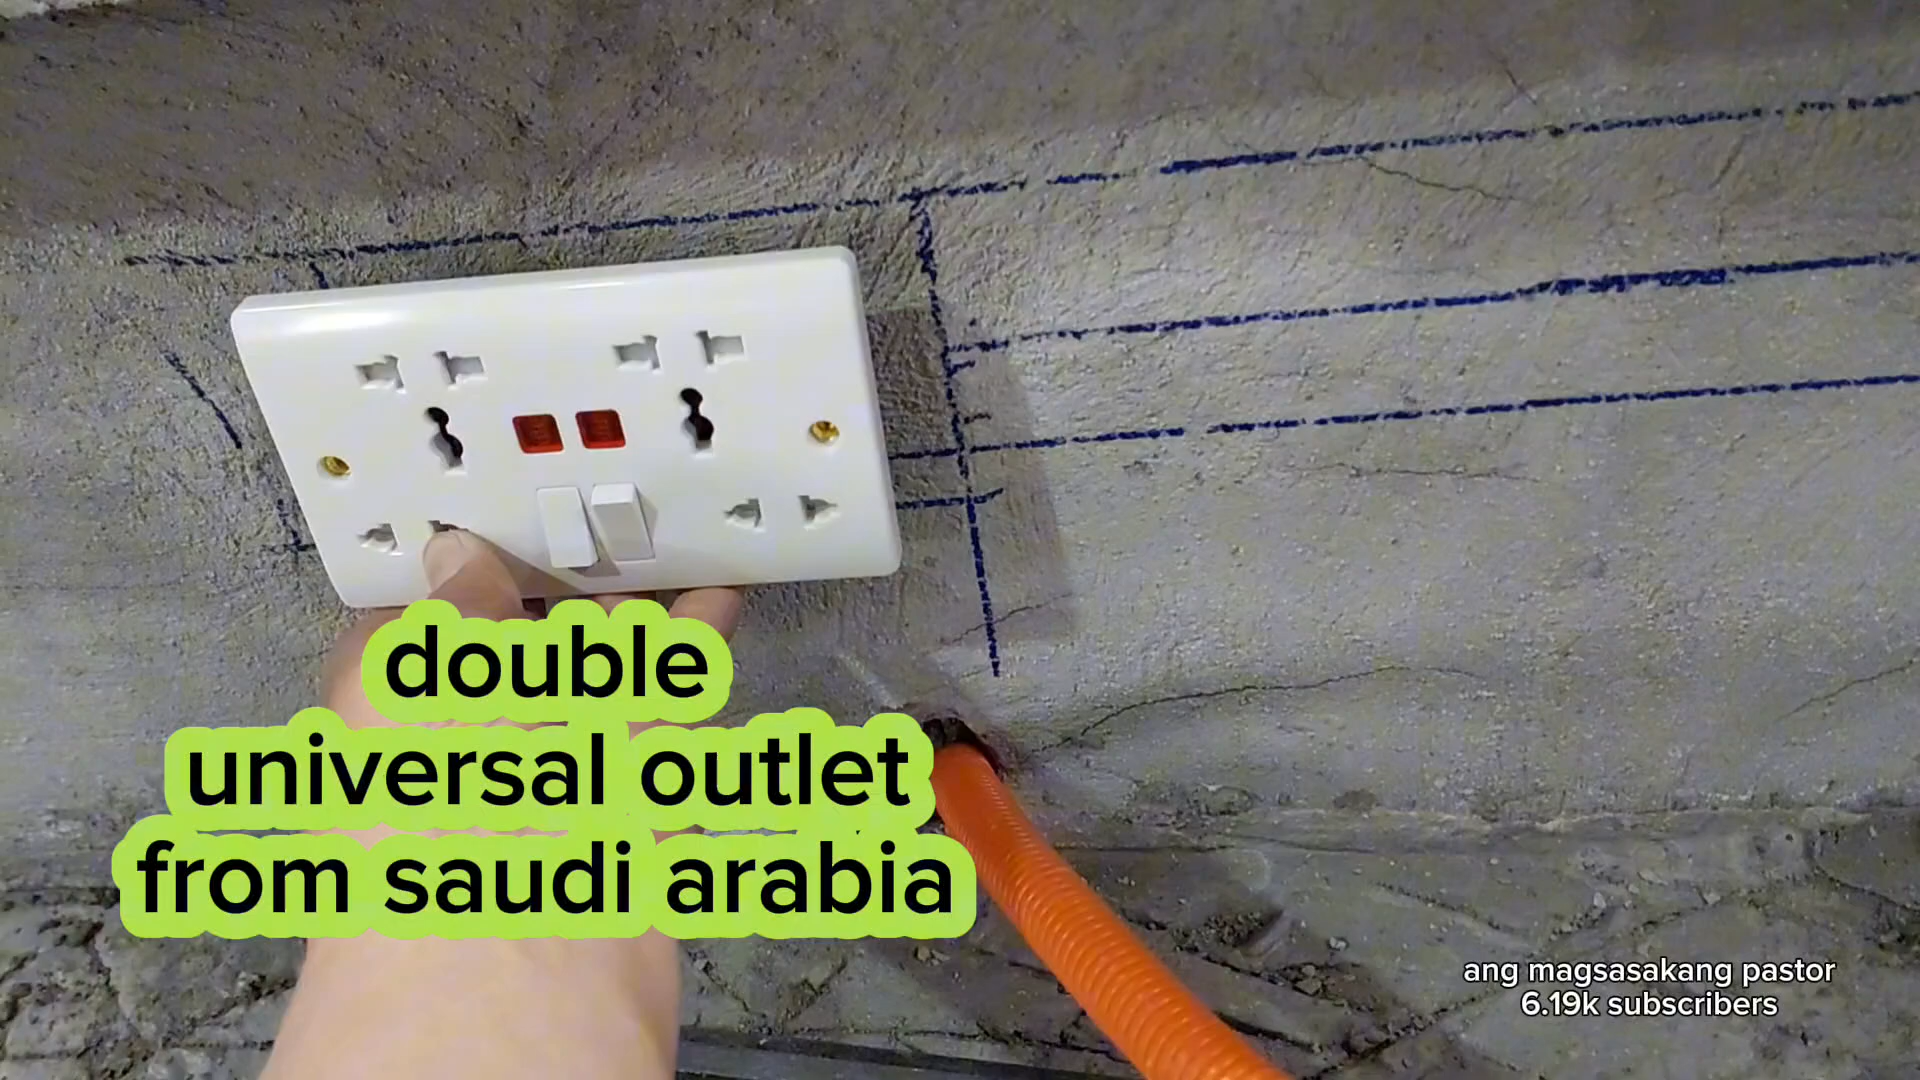 double
universal outlet
from saudi arabia
ang magsasakang pastor
6.19k subscribers